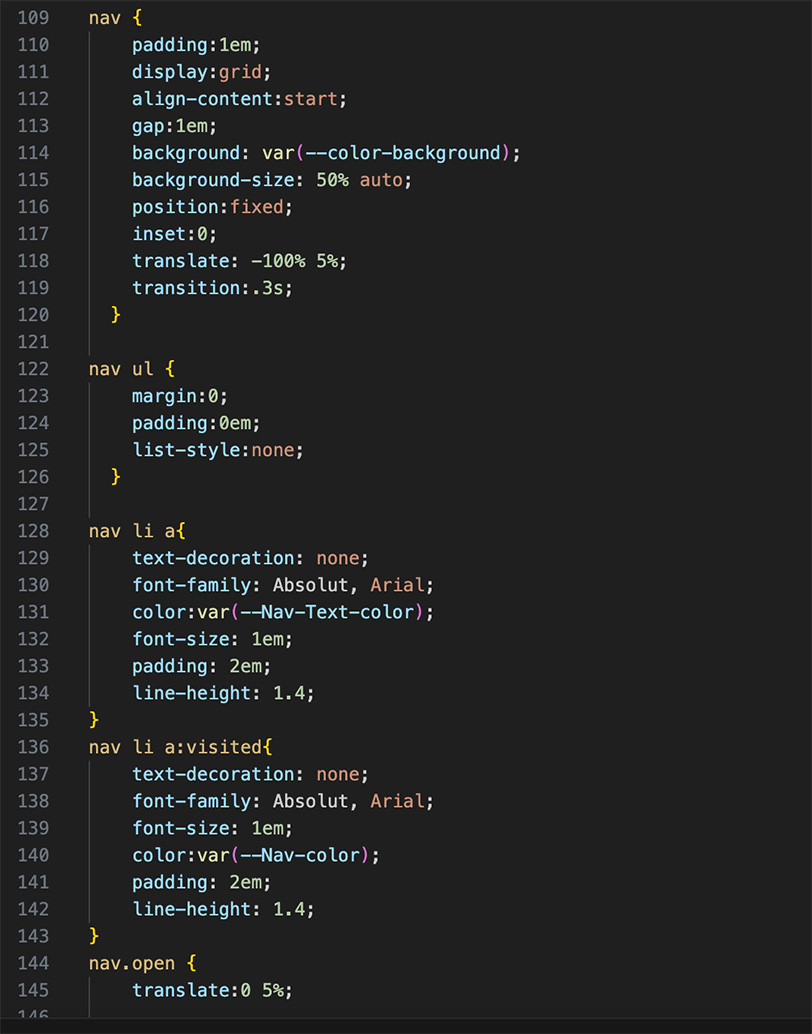 109 nav {
110 padding:1em;
111 display:grid;
112 align-content:start;
113 gap:1em;
114 background: var(--color-background);
115 background-size: 50% auto;
116 position:fixed;
117 inset:0;
118 translate: -100% 5%;
119 transition:.3s;
120 }
121
122 nav ul {
123 margin:0;
124 padding:0em;
125 list-style:none;
126 }
127
128 nav li a{
129 text-decoration: none;
130 font-family: Absolut, Arial;
131 color:var(--Nav-Text-color);
132 font-size: 1em;
133 padding: 2em;
134 line-height: 1.4;
135 }
136 nav li a:visited{
137 text-decoration: none;
138 font-family: Absolut, Arial;
139 font-size: 1em;
140 color:var(--Nav-color);
141 padding: 2em;
142 line-height: 1.4;
143 }
144 nav.open {
145 translate:0 5%;
146